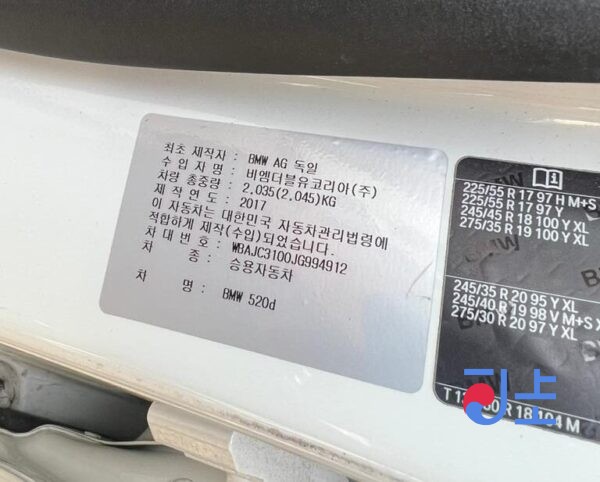 최초 제작자 : BMW AG 독일
수 입 자 명 : 비엠더블유코리아(주)
차량 총중량 : 2.035(2.045)KG
제 작 연 도 : 2017
이 자동차는 대한민국 자동차관리법령에
적합하게 제작(수입)되었습니다.
차 대 번 호 : WBAJC3100JG994912
차 종 : 승용자동차
차 명 : BMW 520d
225/55 R 17 97 H M+S
225/55 R 17 97 Y
245/45 R 18 100 Y XL
275/35 R 19 100 Y XL
245/35 R 20 95 Y XL
245/40 R 19 98 V M+S X
275/30 R 20 97 Y XL
R 18 104 M